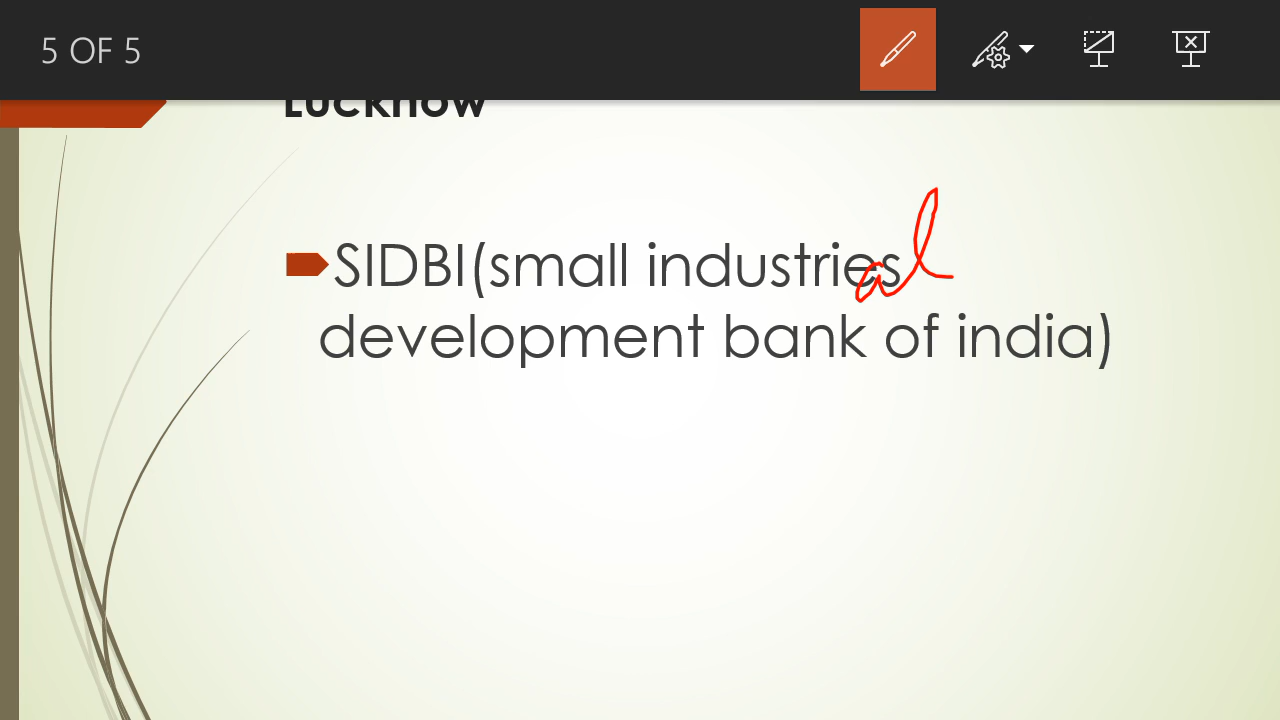 5 OF 5
Lucknow
SIDBI(small industries
al
development bank of india)